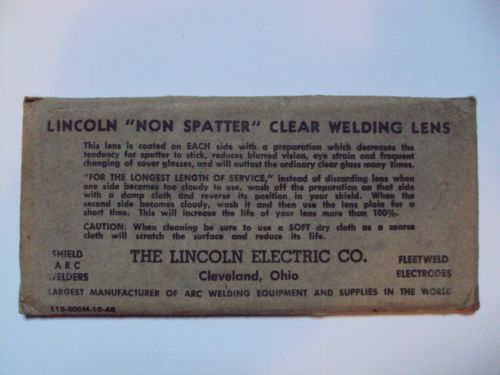 LINCOLN "NON SPATTER" CLEAR WELDING LENS
This lens is coated on EACH side with a preparation which decreases the
tendency for spatter to stick, reduces blurred vision, eye strain and frequent
changing of cover glasses, and will outlast the ordinary clear glass many times.
"FOR THE LONGEST LENGTH OF SERVICE," instead of discarding lens when
one side becomes too cloudy to use, wash off the preparation on that side
with a damp cloth and reverse its position in your shield. When the
second side becomes cloudy, wash it and then use the lens plain for a
short time. This will increase the life of your lens more than 100%.
CAUTION: When cleaning be sure to use a SOFT dry cloth as a coarse
cloth will scratch the surface and reduce its life.
SHIELD
ARC
WELDERS
THE LINCOLN ELECTRIC CO.
Cleveland, Ohio
FLEETWELD
ELECTRODES
LARGEST MANUFACTURER OF ARC WELDING EQUIPMENT AND SUPPLIES IN THE WORLD
113-200M-10-46